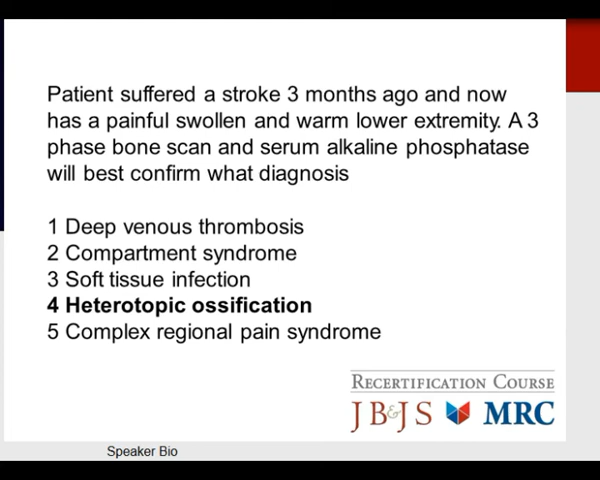 Patient suffered a stroke 3 months ago and now
has a painful swollen and warm lower extremity. A 3
phase bone scan and serum alkaline phosphatase
will best confirm what diagnosis
1 Deep venous thrombosis
2 Compartment syndrome
3 Soft tissue infection
4 Heterotopic ossification
5 Complex regional pain syndrome
RECERTIFICATION COURSE
JB&JS MRC
Speaker Bio